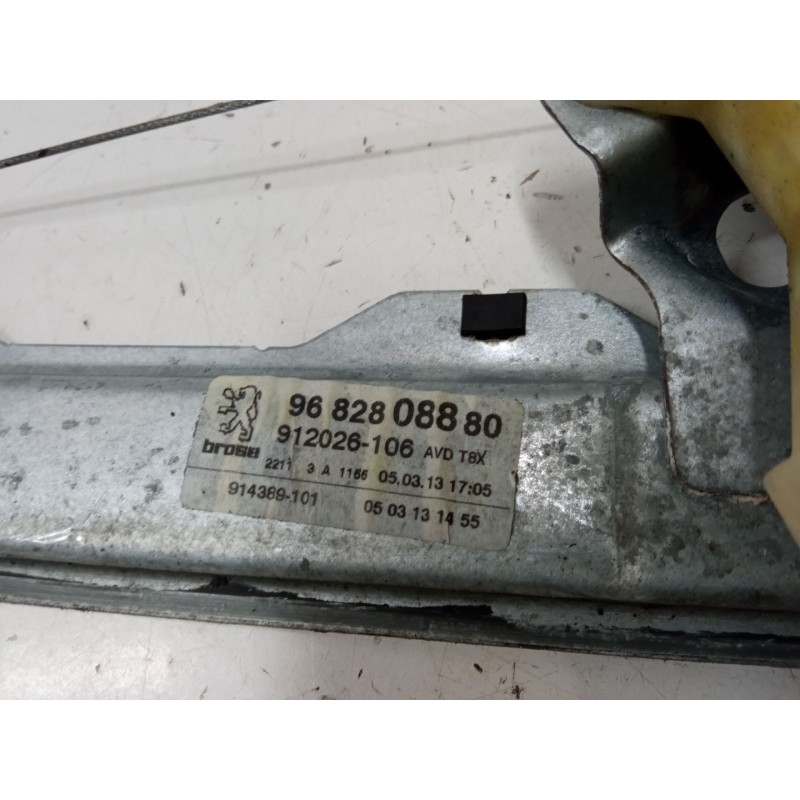 96 828 088 80
brose 912026-106 AVD T8X
2211 3 A 1166 05.03.13 17:05
914389-101 05 03 13 14 55